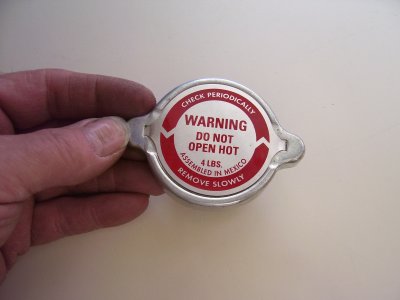 CHECK PERIODICALLY
WARNING
DO NOT
OPEN HOT
4 LBS.
ASSEMBLED IN MEXICO
REMOVE SLOWLY